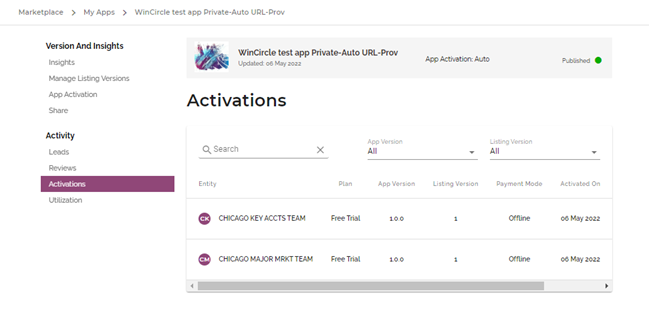 Marketplace > My Apps > WinCircle test app Private-Auto URL-Prov
Version And Insights
Insights
Manage Listing Versions
App Activation
Share
Activity
Leads
Reviews
Activations
Utilization
WinCircle test app Private-Auto URL-Prov
Updated: 06 May 2022
App Activation: Auto
Published
Activations
Search
App Version
All
Listing Version
All
Entity Plan App Version Listing Version Payment Mode Activated On
CK CHICAGO KEY ACCTS TEAM Free Trial 1.0.0 1 Offline 06 May 2022
CM CHICAGO MAJOR MRKT TEAM Free Trial 1.0.0 1 Offline 06 May 2022